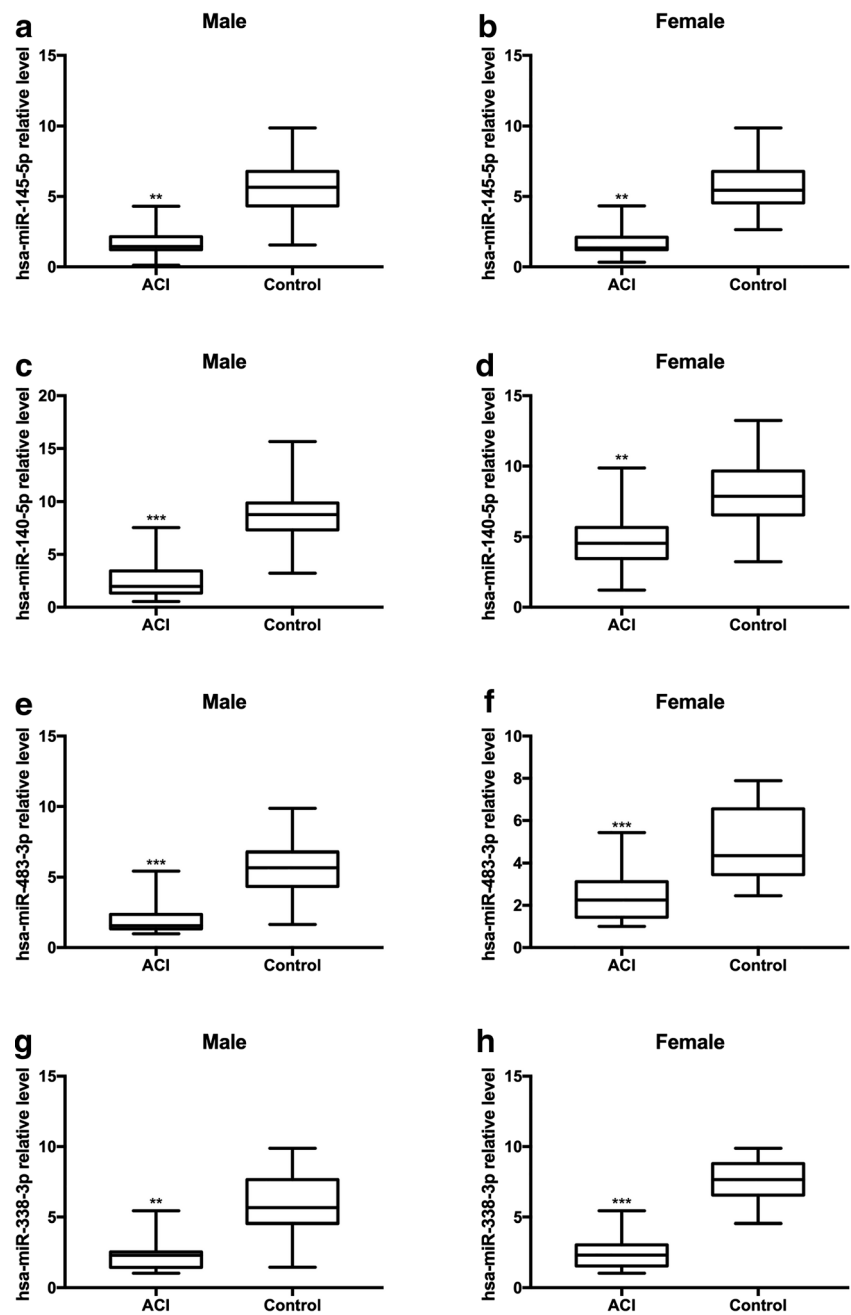 a
Male
hsa-miR-145-5p relative level
15
10
5
0
**
ACI
Control
b
Female
hsa-miR-145-5p relative level
15
10
5
0
**
ACI
Control
c
Male
hsa-miR-140-5p relative level
20
15
10
5
0
***
ACI
Control
d
Female
hsa-miR-140-5p relative level
15
10
5
0
**
ACI
Control
e
Male
hsa-miR-483-3p relative level
15
10
5
0
***
ACI
Control
f
Female
hsa-miR-483-3p relative level
10
8
6
4
2
0
***
ACI
Control
g
Male
hsa-miR-338-3p relative level
15
10
5
0
**
ACI
Control
h
Female
hsa-miR-338-3p relative level
15
10
5
0
***
ACI
Control